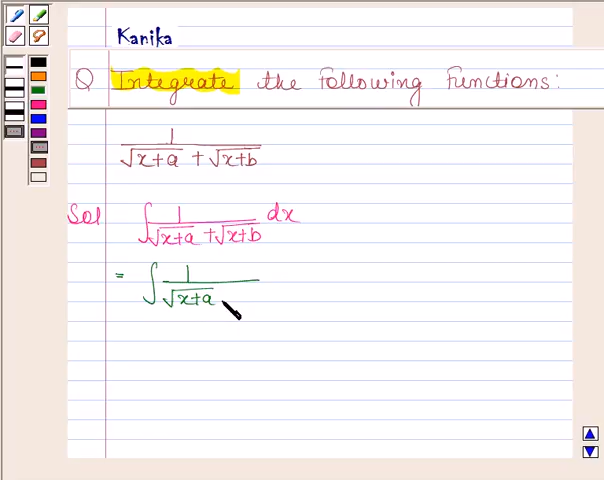 Kanika
Q Integrate the Following Functions:
1
√x+a + √x+b
Sol ∫ 1 / √x+a + √x+b dx
= ∫ 1 / √x+a